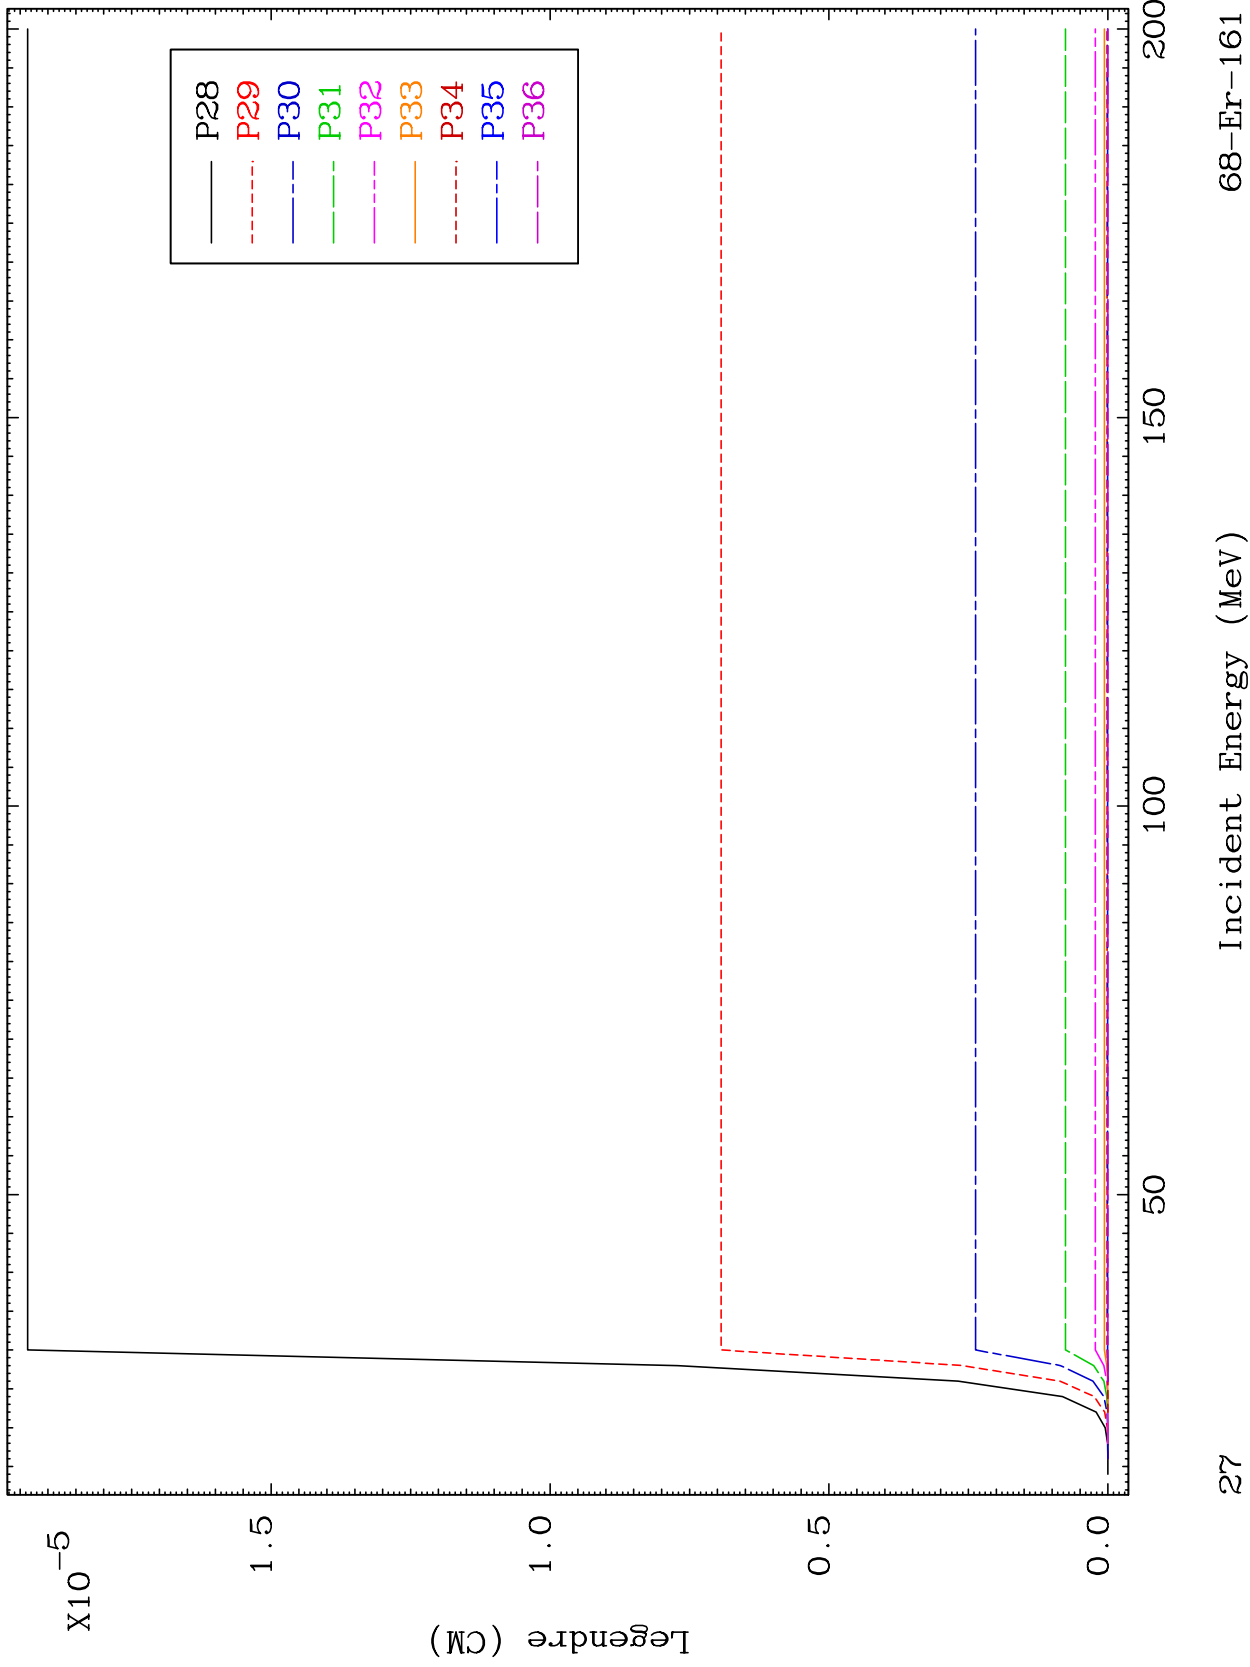 X10-5
1.5
1.0
0.5
0.0
Legendre (CM)
P28
P29
P30
P31
P32
P33
P34
P35
P36
50
100
150
200
Incident Energy (MeV)
27
68-Er-161